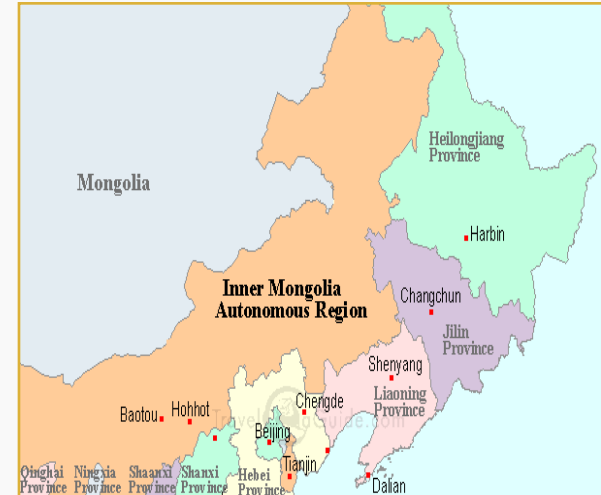 Heilongjiang
Province
Mongolia
Harbin
Inner Mongolia
Autonomous Region
Changchun
Jilin
Province
Shenyang
Liaoning
Province
Chengde
Baotou
Hohhot
Beijing
Tianjin
Qinghai
Province
Ningxia
Province
Shaanxi
Province
Shanxi
Province
Hebei
Province
Dalian